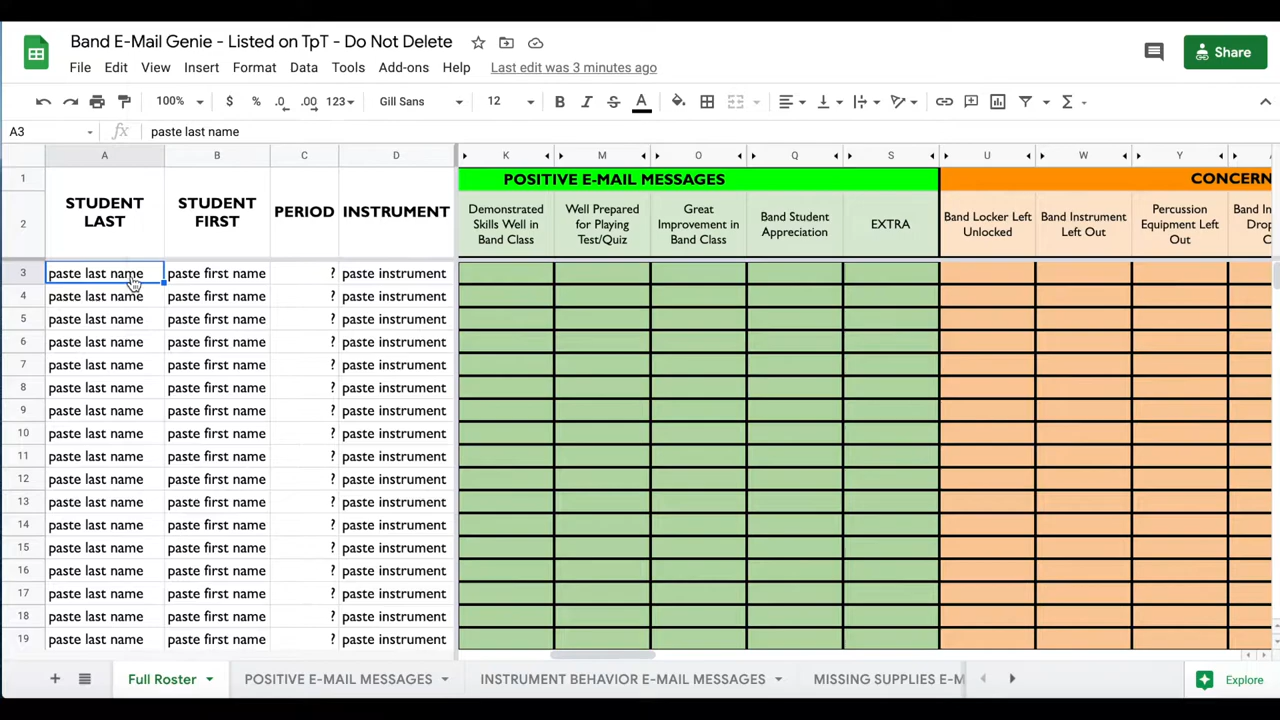 Band E-Mail Genie - Listed on TpT - Do Not Delete
File Edit View Insert Format Data Tools Add-ons Help Last edit was 3 minutes ago
Share
100% $ % .0 .00 123 Gill Sans 12 B I S A
A3 fx paste last name
A B C D K M O Q S U W Y
1 POSITIVE E-MAIL MESSAGES CONCERN
2 STUDENT LAST STUDENT FIRST PERIOD INSTRUMENT Demonstrated Skills Well in Band Class Well Prepared for Playing Test/Quiz Great Improvement in Band Class Band Student Appreciation EXTRA Band Locker Left Unlocked Band Instrument Left Out Percussion Equipment Left Out Band In Drop C
3 paste last name paste first name ? paste instrument
4 paste last name paste first name ? paste instrument
5 paste last name paste first name ? paste instrument
6 paste last name paste first name ? paste instrument
7 paste last name paste first name ? paste instrument
8 paste last name paste first name ? paste instrument
9 paste last name paste first name ? paste instrument
10 paste last name paste first name ? paste instrument
11 paste last name paste first name ? paste instrument
12 paste last name paste first name ? paste instrument
13 paste last name paste first name ? paste instrument
14 paste last name paste first name ? paste instrument
15 paste last name paste first name ? paste instrument
16 paste last name paste first name ? paste instrument
17 paste last name paste first name ? paste instrument
18 paste last name paste first name ? paste instrument
19 paste last name paste first name ? paste instrument
Full Roster POSITIVE E-MAIL MESSAGES INSTRUMENT BEHAVIOR E-MAIL MESSAGES MISSING SUPPLIES E-M Explore